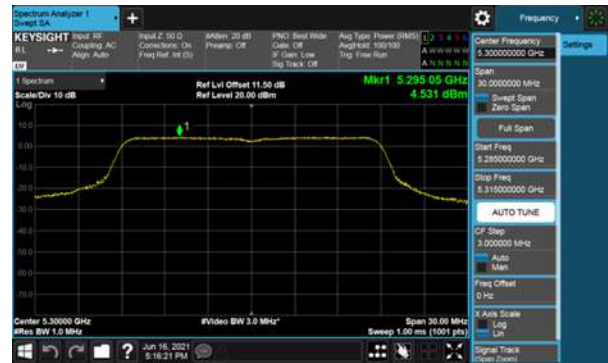 Spectrum Analyzer 1
Swept SA
Frequency
KEYSIGHT
Input: RF
Coupling: AC
Align: Auto
Input Z: 50 Ω
Corrections: On
Freq Ref: Int (S)
#Atten: 20 dB
Preamp: Off
PNO: Best Wide
Gate: Off
IF Gain: Low
Sig Track: Off
Avg Type: Power (RMS)
Avg|Hold: 100/100
Trig: Free Run
1 2 3 4 5 6
A W W W W W
A N N N N N
1 Spectrum
Scale/Div 10 dB
Log
Ref Lvl Offset 11.50 dB
Ref Level 20.00 dBm
Mkr1 5.295 05 GHz
4.531 dBm
1
10.0
0.00
-10.0
-20.0
-30.0
-40.0
-50.0
-60.0
-70.0
Center 5.30000 GHz
#Res BW 1.0 MHz
#Video BW 3.0 MHz*
Span 30.00 MHz
Sweep 1.00 ms (1001 pts)
Jun 16, 2021
5:16:21 PM
Center Frequency
5.300000000 GHz
Settings
Span
30.0000000 MHz
Swept Span
Zero Span
Full Span
Start Freq
5.285000000 GHz
Stop Freq
5.315000000 GHz
AUTO TUNE
CF Step
3.000000 MHz
Auto
Man
Freq Offset
0 Hz
X Axis Scale
Log
Lin
Signal Track
(Span Zoom)